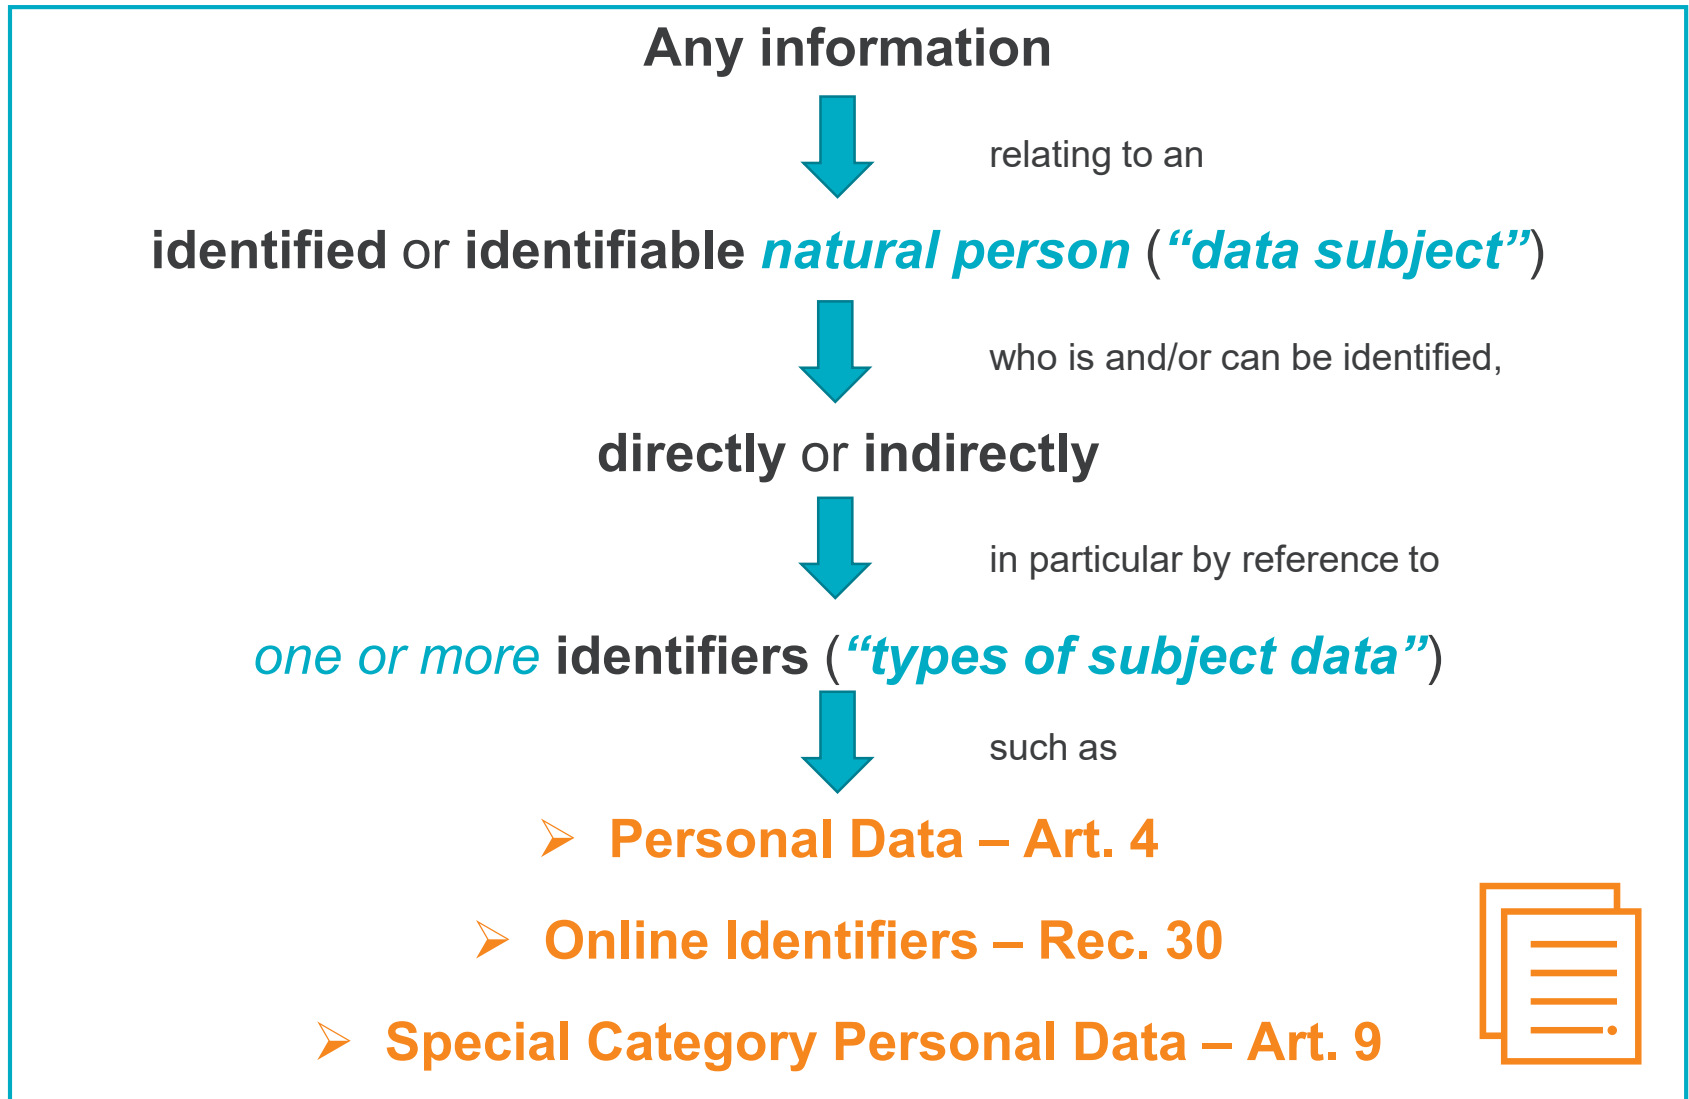 Any information
relating to an
identified or identifiable natural person (“data subject”)
who is and/or can be identified,
directly or indirectly
in particular by reference to
one or more identifiers (“types of subject data”)
such as
➢ Personal Data – Art. 4
➢ Online Identifiers – Rec. 30
➢ Special Category Personal Data – Art. 9